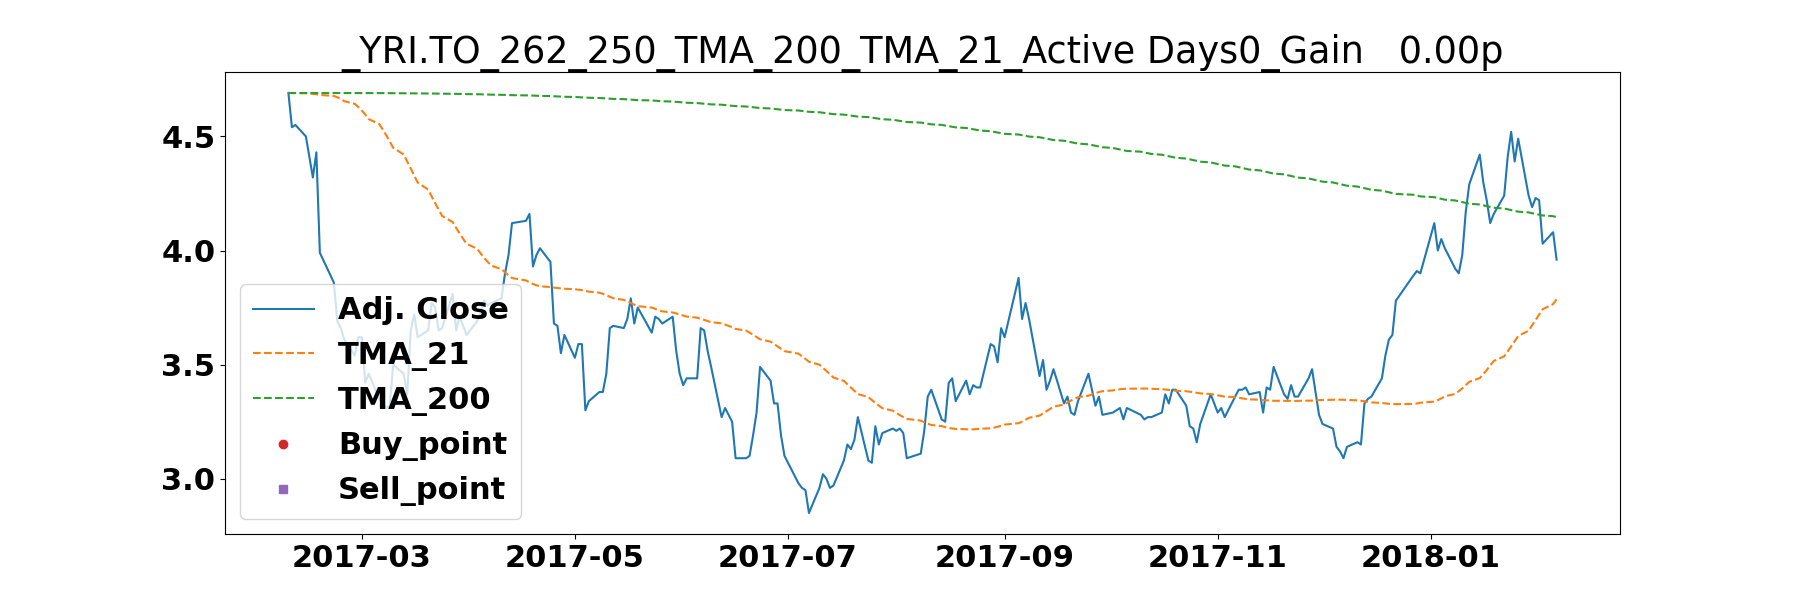 _YRI.TO_262_250_TMA_200_TMA_21_Active Days0_Gain   0.00p
4.5
4.0
3.5
3.0
Adj. Close
TMA_21
TMA_200
Buy_point
Sell_point
2017-03 2017-05 2017-07 2017-09 2017-11 2018-01